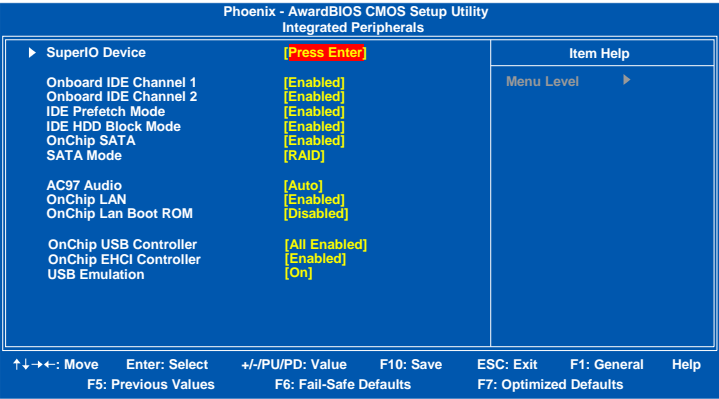 Phoenix - AwardBIOS CMOS Setup Utility
Integrated Peripherals
SuperIO Device [Press Enter]
Item Help
Onboard IDE Channel 1 [Enabled]
Menu Level
Onboard IDE Channel 2 [Enabled]
IDE Prefetch Mode [Enabled]
IDE HDD Block Mode [Enabled]
OnChip SATA [Enabled]
SATA Mode [RAID]
AC97 Audio [Auto]
OnChip LAN [Enabled]
OnChip Lan Boot ROM [Disabled]
OnChip USB Controller [All Enabled]
OnChip EHCI Controller [Enabled]
USB Emulation [On]
↑↓→←: Move Enter: Select +/-/PU/PD: Value F10: Save ESC: Exit F1: General Help
F5: Previous Values F6: Fail-Safe Defaults F7: Optimized Defaults